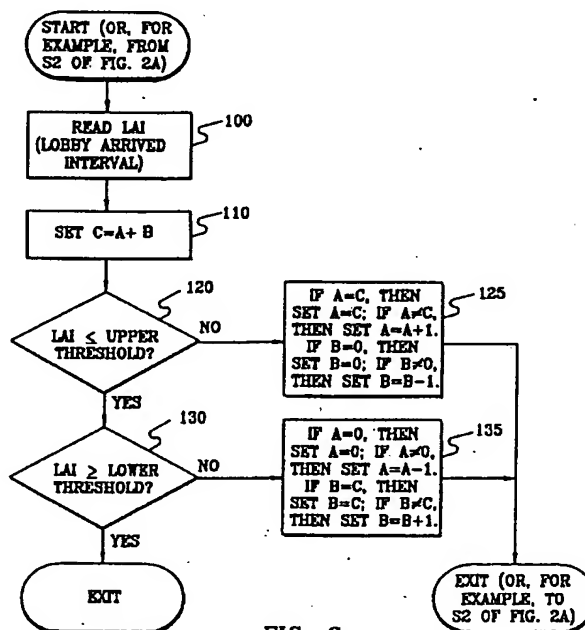 START (OR, FOR
EXAMPLE, FROM
S2 OF FIG. 2A)
READ LAI
(LOBBY ARRIVED
INTERVAL)
100
SET C=A+ B
110
LAI ≤ UPPER
THRESHOLD?
120
NO
YES
IF A=C, THEN
SET A=C; IF A≠C,
THEN SET A=A+1.
IF B=0, THEN
SET B=0; IF B≠0,
THEN SET B=B-1.
125
LAI ≥ LOWER
THRESHOLD?
130
NO
YES
IF A=0, THEN
SET A=0; IF A≠0,
THEN SET A=A-1.
IF B=C, THEN
SET B=C; IF B≠C,
THEN SET B=B+1.
135
EXIT
EXIT (OR, FOR
EXAMPLE, TO
S2 OF FIG. 2A)